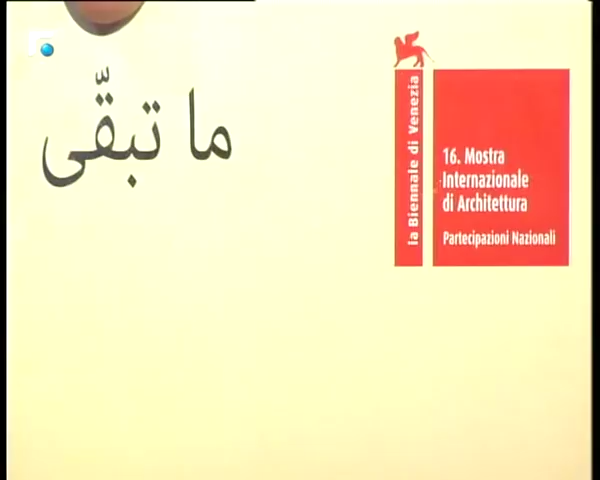 ما تبقّى
la Biennale di Venezia
16. Mostra
Internazionale
di Architettura
Partecipazioni Nazionali